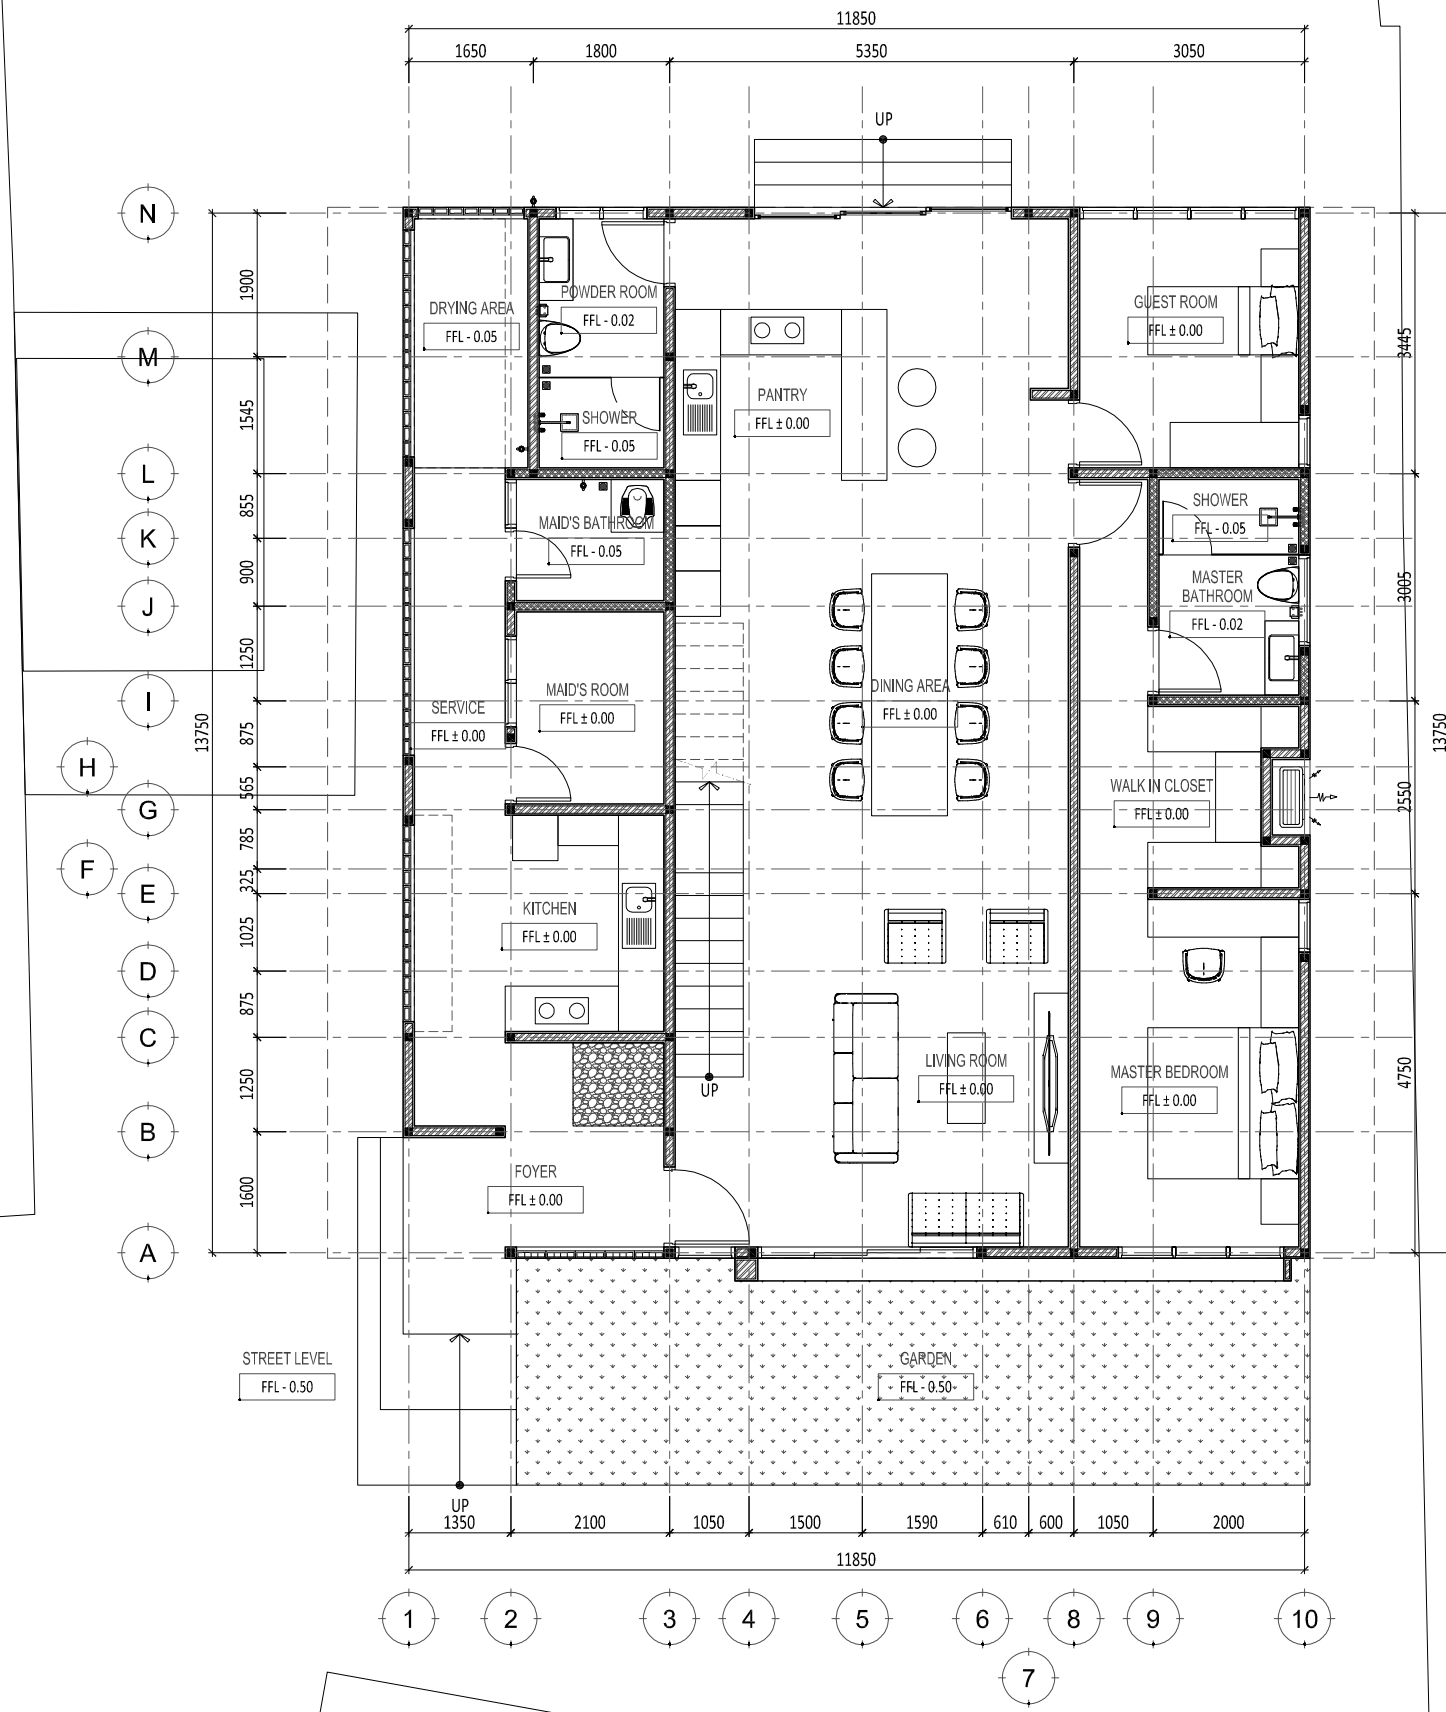 11850
1650
1800
5350
3050
UP
N
1900
DRYING AREA
FFL - 0.05
POWDER ROOM
FFL - 0.02
GUEST ROOM
FFL ± 0.00
3445
M
1545
PANTRY
FFL ± 0.00
SHOWER
FFL - 0.05
L
855
MAID'S BATHROOM
FFL - 0.05
SHOWER
FFL - 0.05
K
900
MASTER
BATHROOM
FFL - 0.02
3005
J
1250
MAID'S ROOM
FFL ± 0.00
DINING AREA
FFL ± 0.00
I
SERVICE
FFL ± 0.00
13750
875
13750
H
565
WALK IN CLOSET
FFL ± 0.00
2550
G
785
F
325
E
KITCHEN
FFL ± 0.00
1025
D
875
C
LIVING ROOM
FFL ± 0.00
MASTER BEDROOM
FFL ± 0.00
4750
UP
1250
B
FOYER
FFL ± 0.00
1600
A
STREET LEVEL
FFL - 0.50
GARDEN
FFL - 0.50
UP
1350
2100
1050
1500
1590
610
600
1050
2000
11850
1
2
3
4
5
6
8
9
10
7